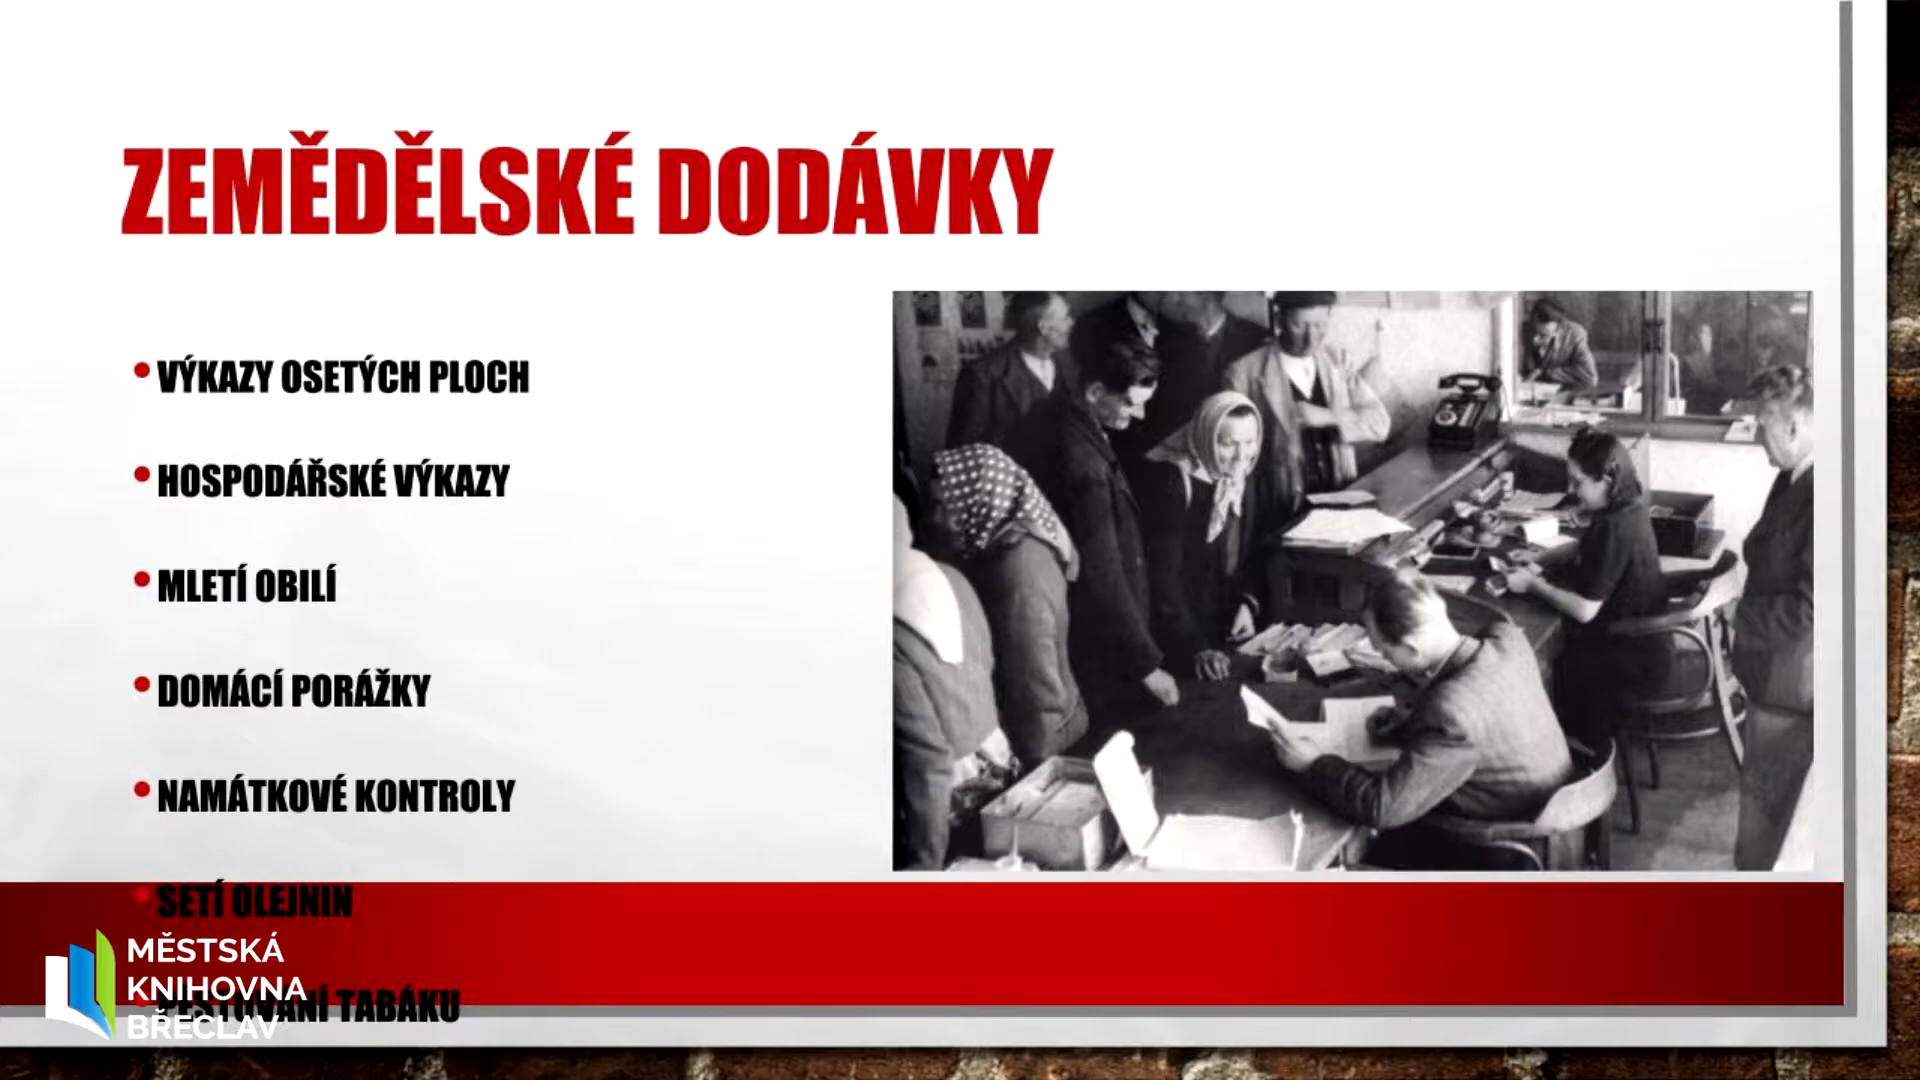 ZEMĚDĚLSKÉ DODÁVKY
•VÝKAZY OSETÝCH PLOCH
•HOSPODÁŘSKÉ VÝKAZY
•MLETÍ OBILÍ
•DOMÁCÍ PORÁŽKY
•NAMÁTKOVÉ KONTROLY
•SETÍ OLEJNIN
PĚSTOVÁNÍ TABÁKU
MĚSTSKÁ
KNIHOVNA
BŘECLAV